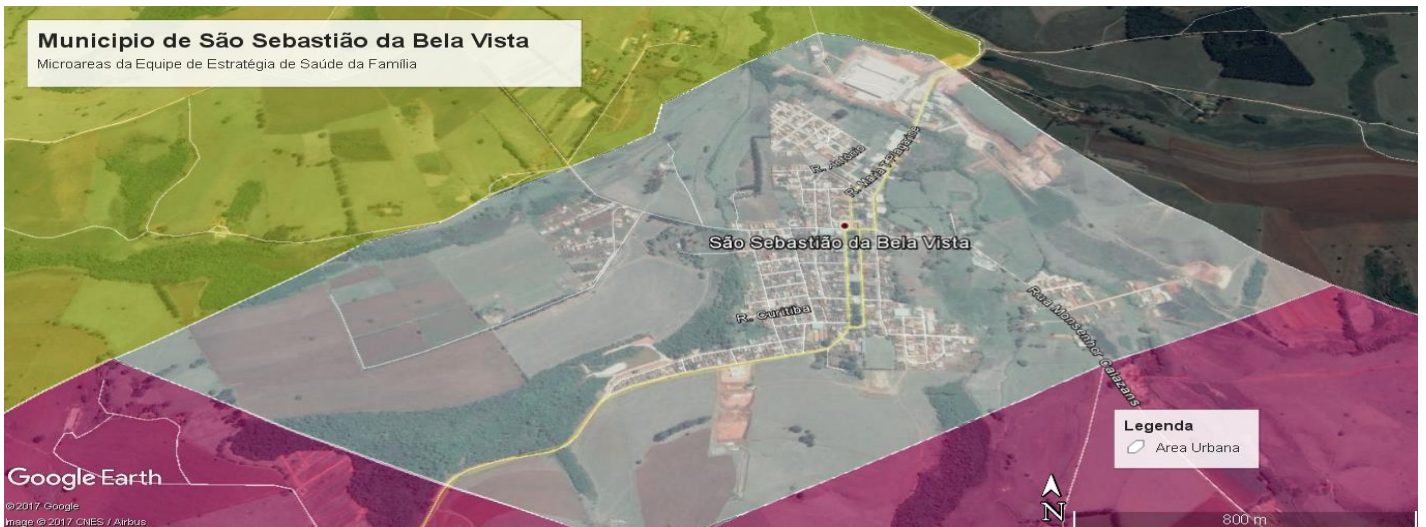 Municipio de São Sebastião da Bela Vista
Microareas da Equipe de Estratégia de Saúde da Família
R. Antonio
São Sebastião da Bela Vista
R. Curitiba
Rua Monsenhor Calazans
Legenda
Area Urbana
Google Earth
©2017 Google
Image © 2017 CNES / Airbus
N
800 m